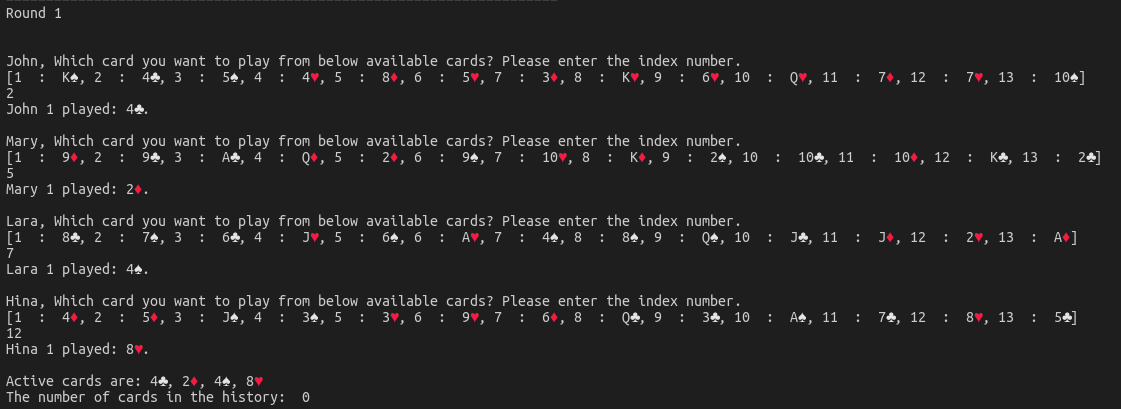 Round 1
John, Which card you want to play from below available cards? Please enter the index number.
[1  :  K♠, 2  :  4♣, 3  :  5♠, 4  :  4♥, 5  :  8♦, 6  :  5♥, 7  :  3♦, 8  :  K♥, 9  :  6♥, 10  :  Q♥, 11  :  7♦, 12  :  7♥, 13  :  10♠]
2
John 1 played: 4♣.
Mary, Which card you want to play from below available cards? Please enter the index number.
[1  :  9♦, 2  :  9♣, 3  :  A♣, 4  :  Q♦, 5  :  2♦, 6  :  9♠, 7  :  10♥, 8  :  K♦, 9  :  2♠, 10  :  10♣, 11  :  10♦, 12  :  K♣, 13  :  2♣]
5
Mary 1 played: 2♦.
Lara, Which card you want to play from below available cards? Please enter the index number.
[1  :  8♣, 2  :  7♠, 3  :  6♣, 4  :  J♥, 5  :  6♠, 6  :  A♥, 7  :  4♠, 8  :  8♠, 9  :  Q♠, 10  :  J♣, 11  :  J♦, 12  :  2♥, 13  :  A♦]
7
Lara 1 played: 4♠.
Hina, Which card you want to play from below available cards? Please enter the index number.
[1  :  4♦, 2  :  5♦, 3  :  J♠, 4  :  3♠, 5  :  3♥, 6  :  9♥, 7  :  6♦, 8  :  Q♣, 9  :  3♣, 10  :  A♠, 11  :  7♣, 12  :  8♥, 13  :  5♣]
12
Hina 1 played: 8♥.
Active cards are: 4♣, 2♦, 4♠, 8♥
The number of cards in the history:  0